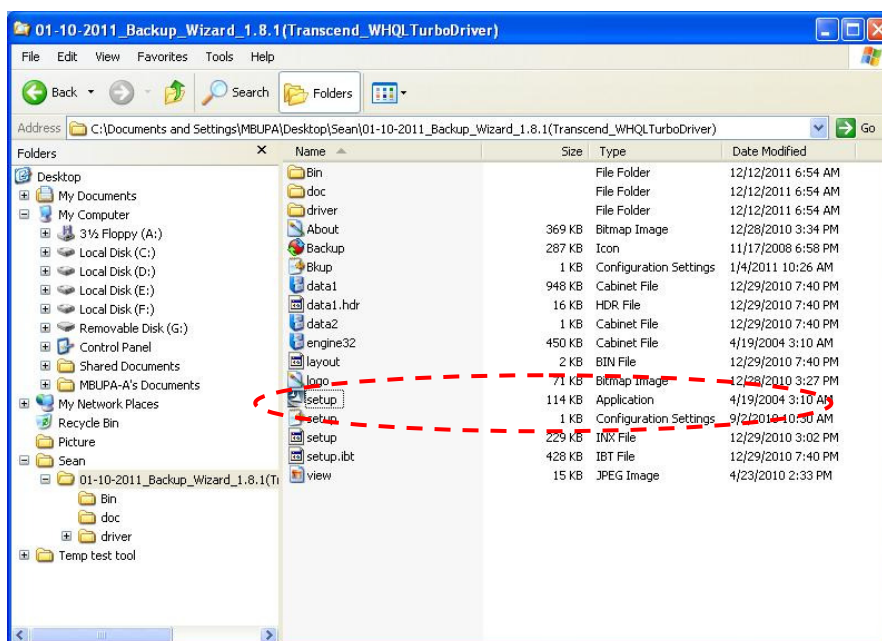 01-10-2011_Backup_Wizard_1.8.1(Transcend_WHQLTurboDriver)
File Edit View Favorites Tools Help
Back Search Folders
Address C:\Documents and Settings\MBUPA\Desktop\Sean\01-10-2011_Backup_Wizard_1.8.1(Transcend_WHQLTurboDriver) Go
Folders
Desktop
My Documents
My Computer
3½ Floppy (A:)
Local Disk (C:)
Local Disk (D:)
Local Disk (E:)
Local Disk (F:)
Removable Disk (G:)
Control Panel
Shared Documents
MBUPA-A's Documents
My Network Places
Recycle Bin
Picture
Sean
01-10-2011_Backup_Wizard_1.8.1(Tr
Bin
doc
driver
Temp test tool
Name Size Type Date Modified
Bin File Folder 12/12/2011 6:54 AM
doc File Folder 12/12/2011 6:54 AM
driver File Folder 12/12/2011 6:54 AM
About 369 KB Bitmap Image 12/28/2010 3:34 PM
Backup 287 KB Icon 11/17/2008 6:58 PM
Bkup 1 KB Configuration Settings 1/4/2011 10:26 AM
data1 948 KB Cabinet File 12/29/2010 7:40 PM
data1.hdr 16 KB HDR File 12/29/2010 7:40 PM
data2 1 KB Cabinet File 12/29/2010 7:40 PM
engine32 450 KB Cabinet File 4/19/2004 3:10 AM
layout 2 KB BIN File 12/29/2010 7:40 PM
logo 71 KB Bitmap Image 12/28/2010 3:27 PM
setup 114 KB Application 4/19/2004 3:10 AM
setup 1 KB Configuration Settings 9/2/2010 10:30 AM
setup 229 KB INX File 12/29/2010 3:02 PM
setup.ibt 428 KB IBT File 12/29/2010 7:40 PM
view 15 KB JPEG Image 4/23/2010 2:33 PM